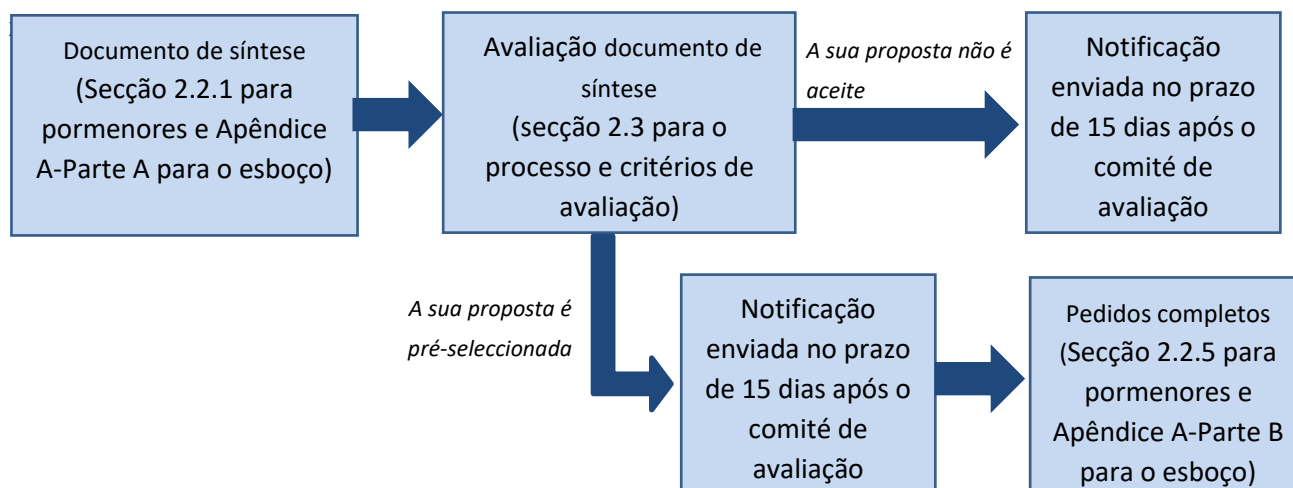 Documento de síntese
(Secção 2.2.1 para
pormenores e Apêndice
A-Parte A para o esboço)
Avaliação documento de
síntese
(secção 2.3 para o
processo e critérios de
avaliação)
A sua proposta não é
aceite
Notificação
enviada no prazo
de 15 dias após o
comité de
avaliação
A sua proposta é
pré-seleccionada
Notificação
enviada no prazo
de 15 dias após o
comité de
avaliação
Pedidos completos
(Secção 2.2.5 para
pormenores e
Apêndice A-Parte B
para o esboço)